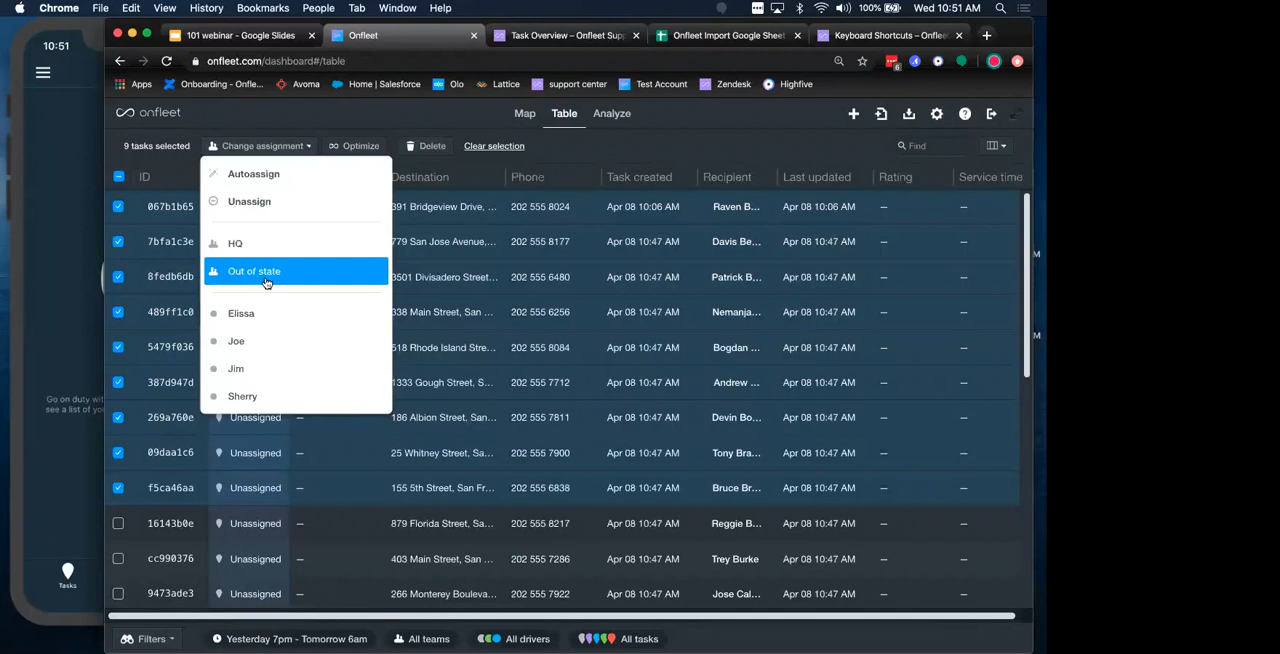 Chrome File Edit View History Bookmarks People Tab Window Help 100% Wed 10:51 AM
10:51
101 webinar - Google Slides
Onfleet
Task Overview – Onfleet Sup
Onfleet Import Google Sheet
Keyboard Shortcuts – Onflee
onfleet.com/dashboard#/table
6
Apps Onboarding - Onfle... Avoma Home | Salesforce Olo Lattice support center Test Account Zendesk Highfive
onfleet Map Table Analyze
9 tasks selected Change assignment Optimize Delete Clear selection Find
ID Destination Phone Task created Recipient Last updated Rating Service time
Autoassign
Unassign
HQ
Out of state
Elissa
Joe
Jim
Sherry
067b1b65 391 Bridgeview Drive, ... 202 555 8024 Apr 08 10:06 AM Raven B... Apr 08 10:06 AM – –
7bfa1c3e 779 San Jose Avenue,... 202 555 8177 Apr 08 10:47 AM Davis Be... Apr 08 10:47 AM – –
8fedb6db 3501 Divisadero Street... 202 555 6480 Apr 08 10:47 AM Patrick B... Apr 08 10:47 AM – –
489ff1c0 338 Main Street, San F... 202 555 6256 Apr 08 10:47 AM Nemanja... Apr 08 10:47 AM – –
5479f036 518 Rhode Island Stre... 202 555 8084 Apr 08 10:47 AM Bogdan ... Apr 08 10:47 AM – –
387d947d 1333 Gough Street, San... 202 555 7712 Apr 08 10:47 AM Andrew ... Apr 08 10:47 AM – –
269a760e Unassigned – 186 Albion Street, San... 202 555 7811 Apr 08 10:47 AM Devin Bo... Apr 08 10:47 AM – –
09daa1c6 Unassigned – 25 Whitney Street, Sa... 202 555 7900 Apr 08 10:47 AM Tony Bra... Apr 08 10:47 AM – –
f5ca46aa Unassigned – 155 5th Street, San Fr... 202 555 6838 Apr 08 10:47 AM Bruce Br... Apr 08 10:47 AM – –
16143b0e Unassigned – 879 Florida Street, San... 202 555 8217 Apr 08 10:47 AM Reggie B... Apr 08 10:47 AM – –
cc990376 Unassigned – 403 Main Street, San F... 202 555 7286 Apr 08 10:47 AM Trey Burke Apr 08 10:47 AM – –
9473ade3 Unassigned – 266 Monterey Bouleva... 202 555 7922 Apr 08 10:47 AM Jose Cal... Apr 08 10:47 AM – –
Go on duty wit
see a list of you
Tasks
Filters Yesterday 7pm - Tomorrow 6am All teams All drivers All tasks